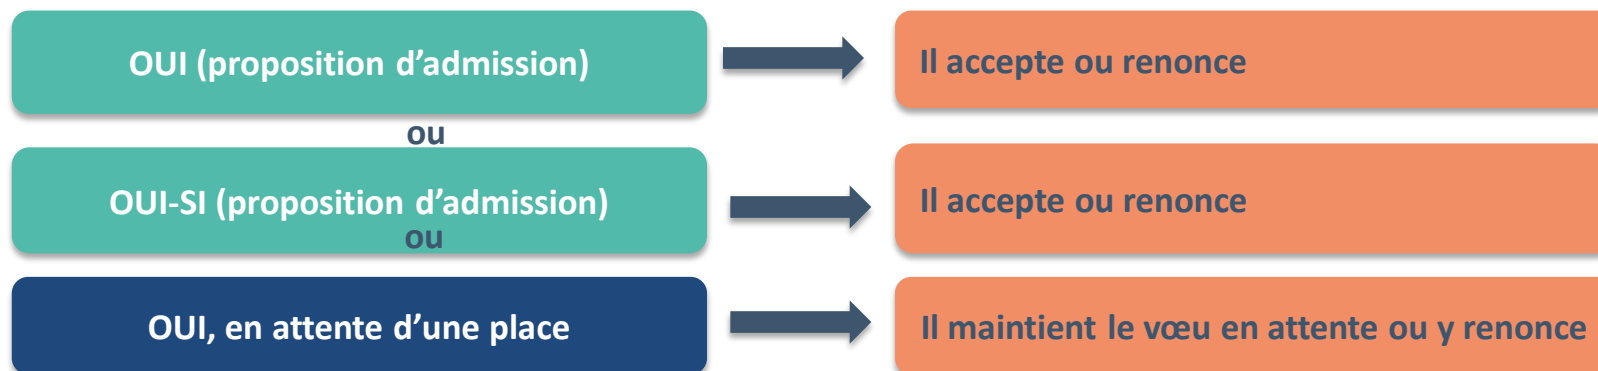 OUI (proposition d’admission)
Il accepte ou renonce
ou
OUI-SI (proposition d’admission)
Il accepte ou renonce
ou
OUI, en attente d’une place
Il maintient le vœu en attente ou y renonce